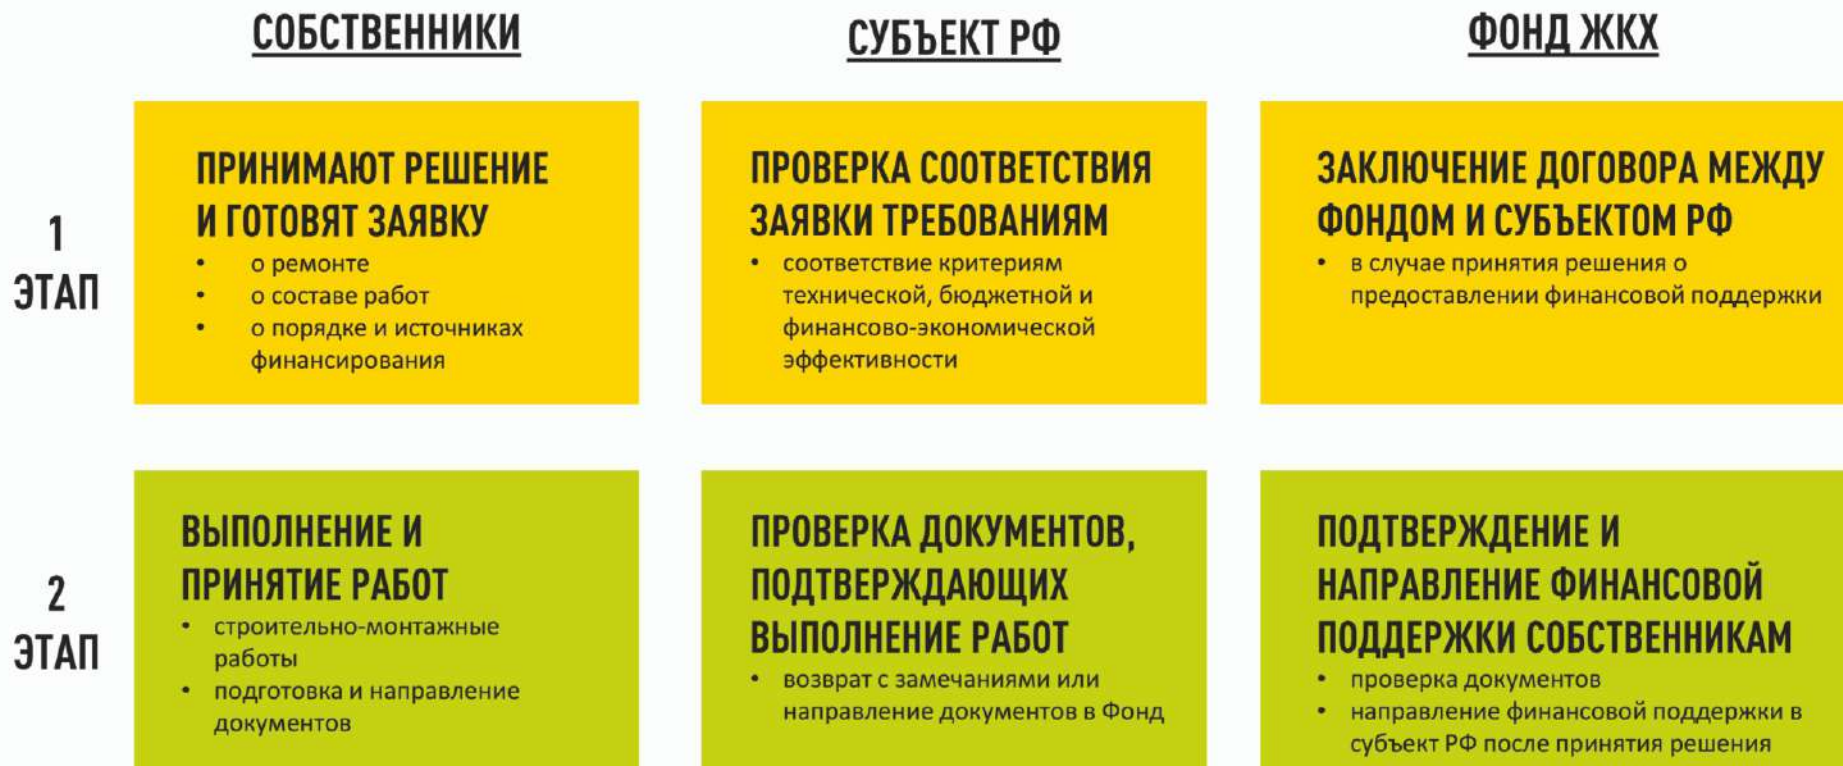 СОБСТВЕННИКИ
СУБЪЕКТ РФ
ФОНД ЖКХ
1
ЭТАП
ПРИНИМАЮТ РЕШЕНИЕ
И ГОТОВЯТ ЗАЯВКУ
• о ремонте
• о составе работ
• о порядке и источниках
финансирования
ПРОВЕРКА СООТВЕТСТВИЯ
ЗАЯВКИ ТРЕБОВАНИЯМ
• соответствие критериям
технической, бюджетной и
финансово-экономической
эффективности
ЗАКЛЮЧЕНИЕ ДОГОВОРА МЕЖДУ
ФОНДОМ И СУБЪЕКТОМ РФ
• в случае принятия решения о
предоставлении финансовой поддержки
2
ЭТАП
ВЫПОЛНЕНИЕ И
ПРИНЯТИЕ РАБОТ
• строительно-монтажные
работы
• подготовка и направление
документов
ПРОВЕРКА ДОКУМЕНТОВ,
ПОДТВЕРЖДАЮЩИХ
ВЫПОЛНЕНИЕ РАБОТ
• возврат с замечаниями или
направление документов в Фонд
ПОДТВЕРЖДЕНИЕ И
НАПРАВЛЕНИЕ ФИНАНСОВОЙ
ПОДДЕРЖКИ СОБСТВЕННИКАМ
• проверка документов
• направление финансовой поддержки в
субъект РФ после принятия решения